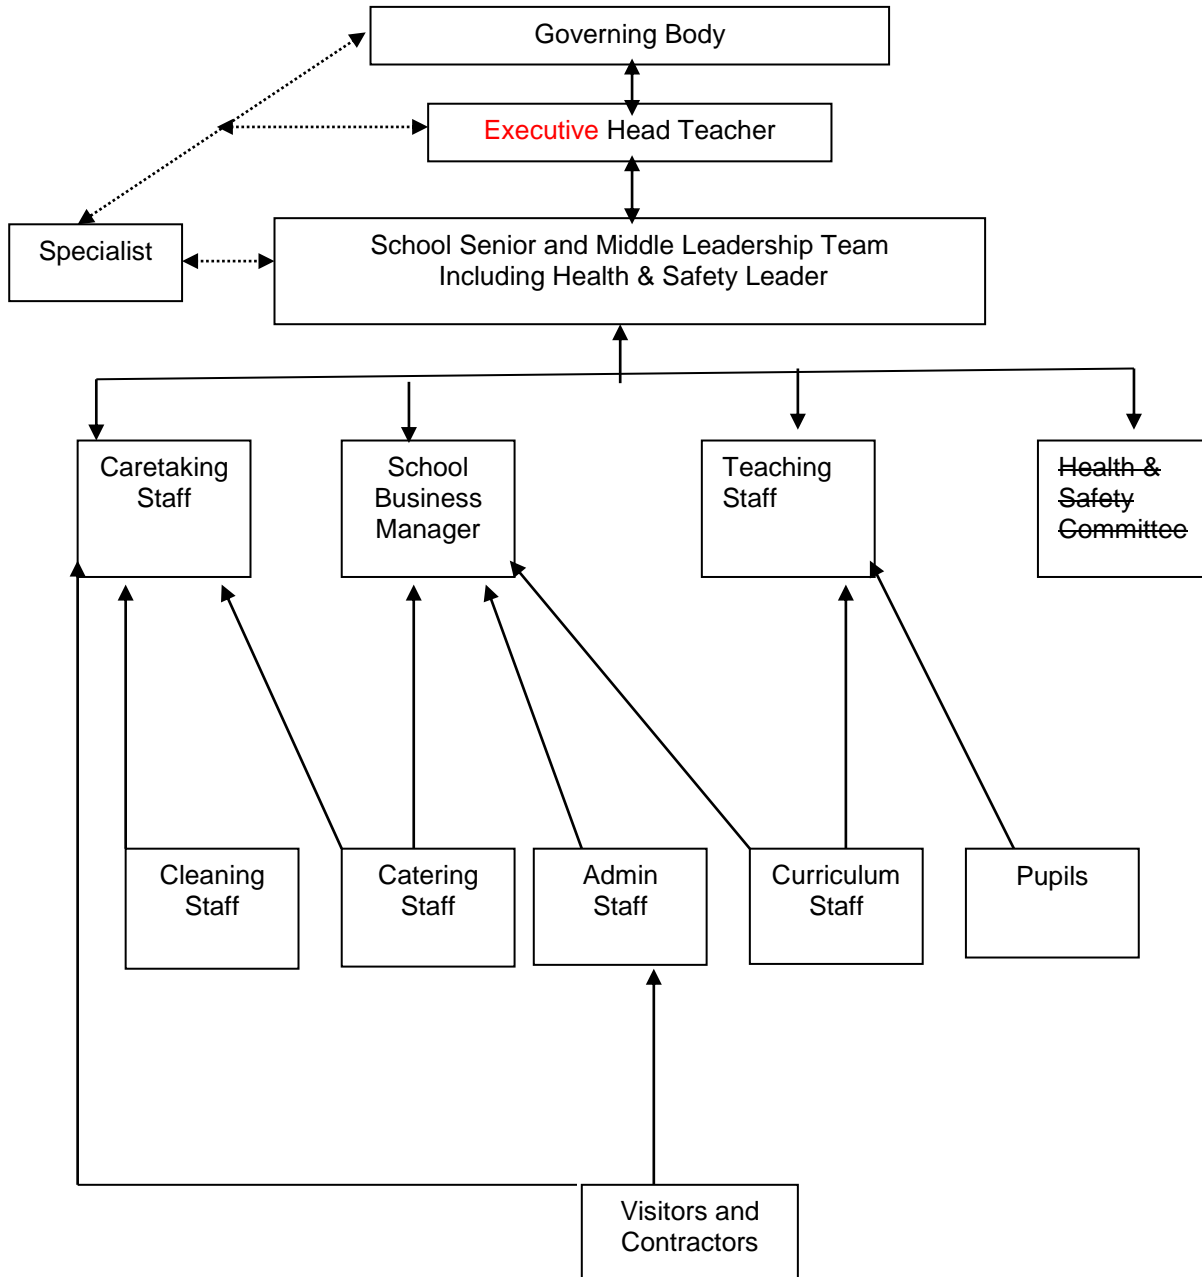 Governing Body
Executive Head Teacher
Specialist
School Senior and Middle Leadership Team
Including Health & Safety Leader
Caretaking
Staff
School
Business
Manager
Teaching
Staff
Health &
Safety
Committee
Cleaning
Staff
Catering
Staff
Admin
Staff
Curriculum
Staff
Pupils
Visitors and
Contractors